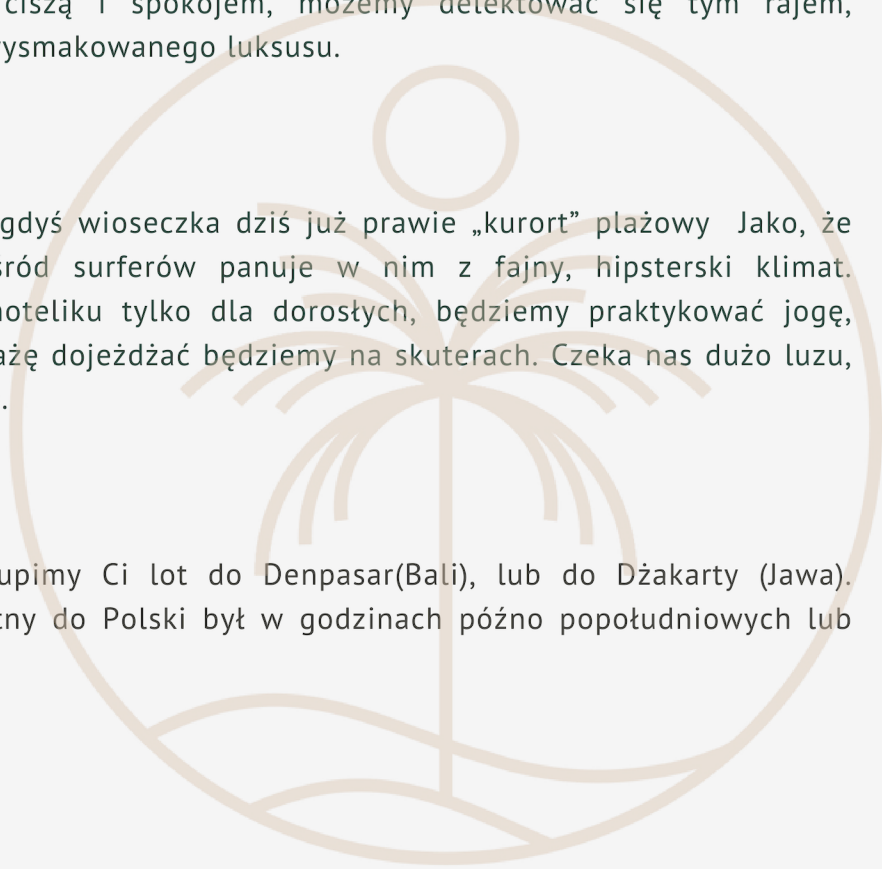 ciszą i spokojem, możemy delektować się tym rajem,
ysmakowanego luksusu.
gdyś wioseczka dziś już prawie „kurort” plażowy Jako, że
śród surferów panuje w nim z fajny, hipsterski klimat.
hoteliku tylko dla dorosłych, będziemy praktykować jogę,
ażę dojeżdżać będziemy na skuterach. Czeka nas dużo luzu,
.
upimy Ci lot do Denpasar(Bali), lub do Dżakarty (Jawa).
tny do Polski był w godzinach późno popołudniowych lub